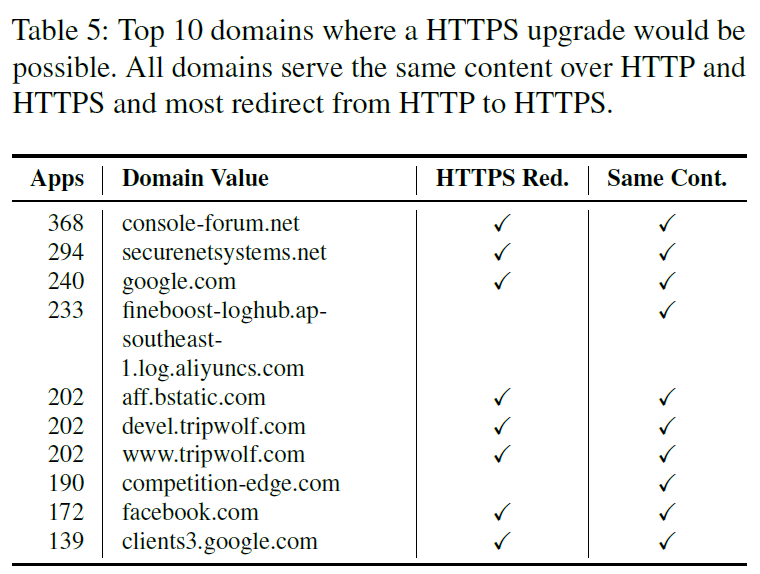 Table 5: Top 10 domains where a HTTPS upgrade would be
possible. All domains serve the same content over HTTP and
HTTPS and most redirect from HTTP to HTTPS.
Apps Domain Value HTTPS Red. Same Cont.
368 console-forum.net ✓ ✓
294 securenetsystems.net ✓ ✓
240 google.com ✓ ✓
233 fineboost-loghub.ap- ✓
southeast-
1.log.aliyuncs.com
202 aff.bstatic.com ✓ ✓
202 devel.tripwolf.com ✓ ✓
202 www.tripwolf.com ✓ ✓
190 competition-edge.com ✓
172 facebook.com ✓ ✓
139 clients3.google.com ✓ ✓